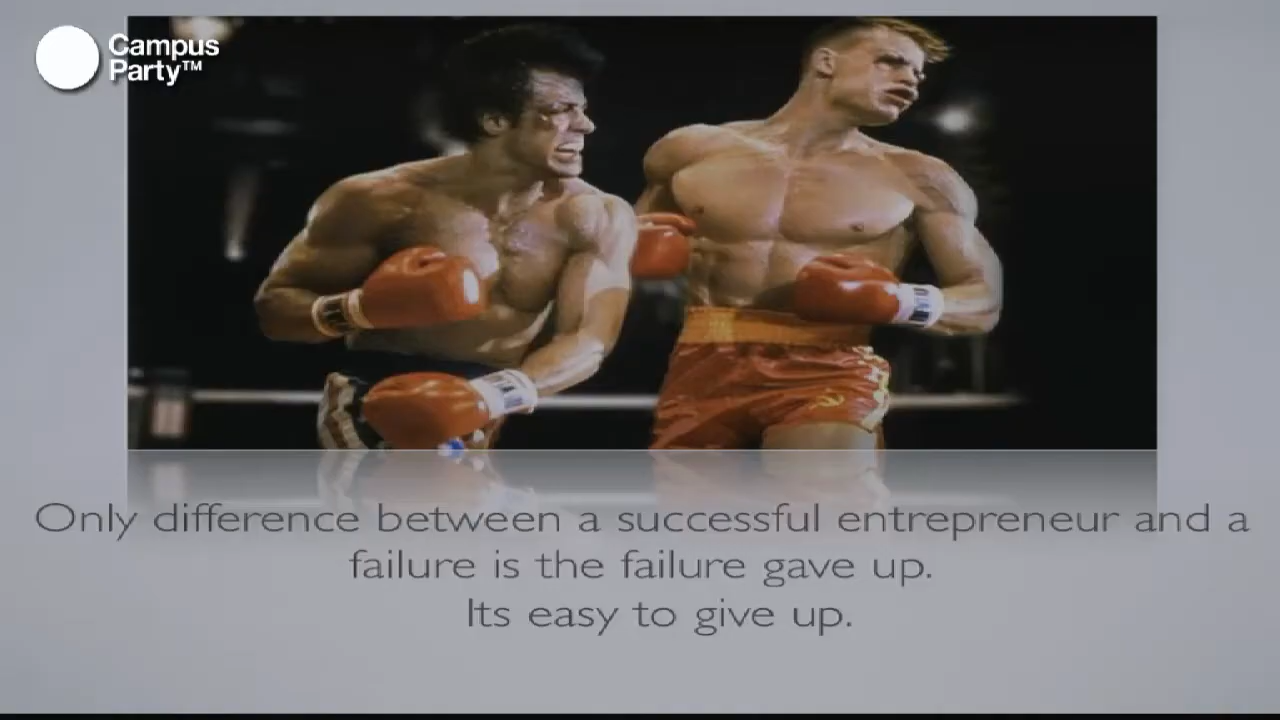 Campus
Party™
Only difference between a successful entrepreneur and a
failure is the failure gave up.
Its easy to give up.